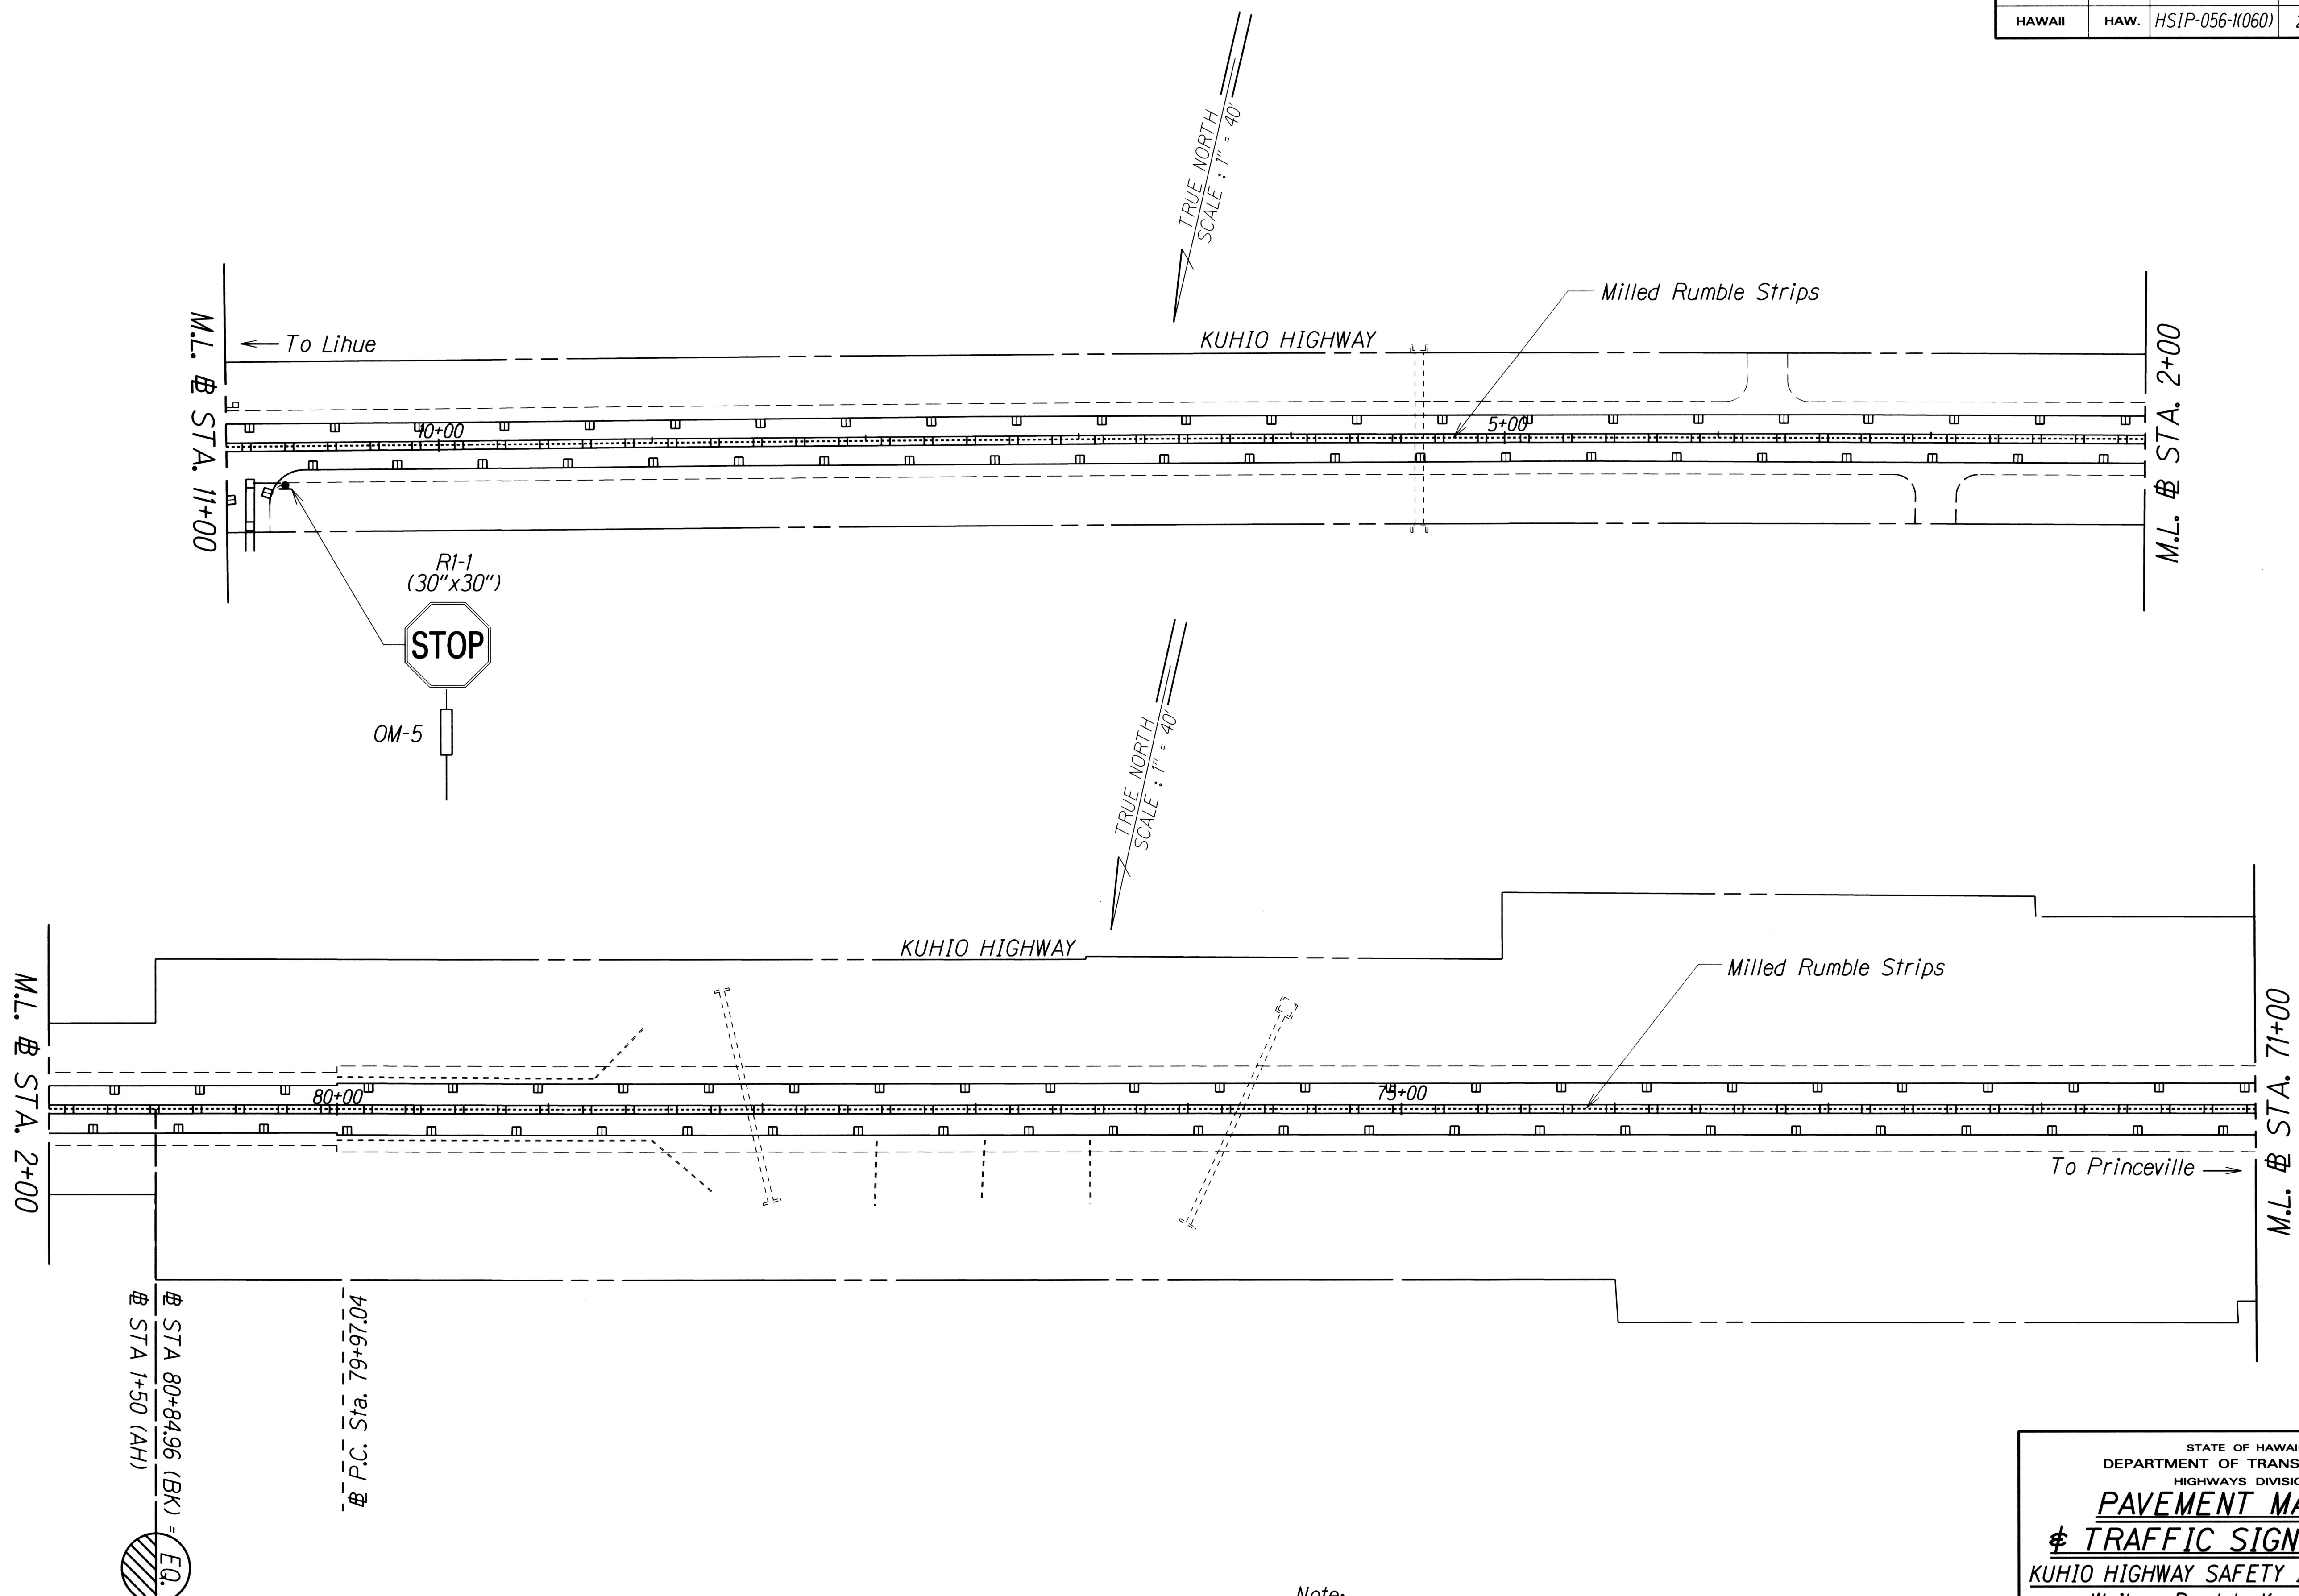 HAWAII HAW. HSIP-056-1(060)
TRUE NORTH
SCALE : 1" = 40'
Milled Rumble Strips
KUHIO HIGHWAY
To Lihue
M.L. ⅊ STA. 11+00
10+00
5+00
M.L. ⅊ STA. 2+00
R1-1
(30"x30")
STOP
OM-5
TRUE NORTH
SCALE : 1" = 40'
KUHIO HIGHWAY
Milled Rumble Strips
M.L. ⅊ STA. 2+00
80+00
75+00
M.L. ⅊ STA. 71+00
To Princeville
⅊ STA 80+84.96 (BK) =
⅊ STA 1+50 (AH)
EQ.
⅊ P.C. Sta. 79+97.04
Note:
STATE OF HAWAII
DEPARTMENT OF TRANS
HIGHWAYS DIVISIO
PAVEMENT MA
& TRAFFIC SIGN
KUHIO HIGHWAY SAFETY